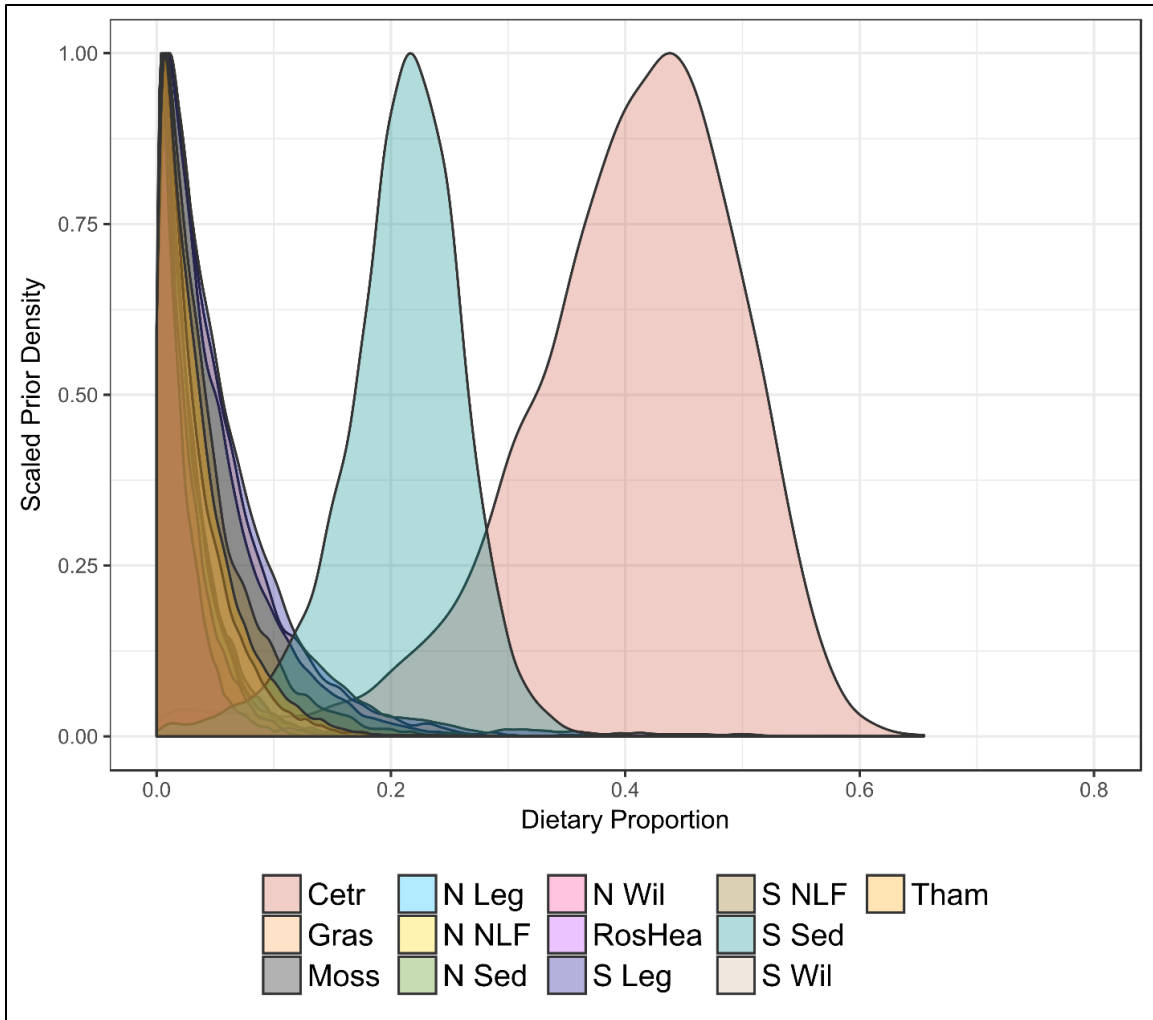 1.00
0.75
0.50
0.25
0.00
Scaled Prior Density
0.0 0.2 0.4 0.6 0.8
Dietary Proportion
Cetr N Leg N Wil S NLF Tham
Gras N NLF RosHea S Sed
Moss N Sed S Leg S Wil